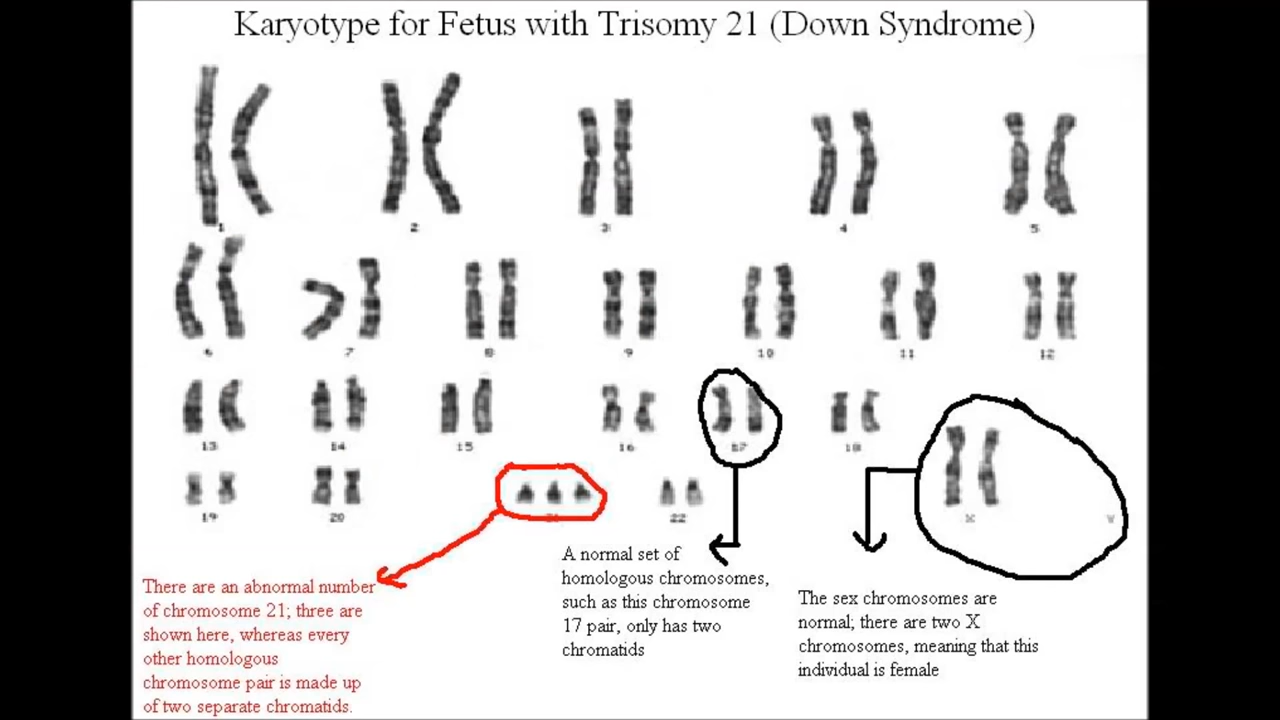 Karyotype for Fetus with Trisomy 21 (Down Syndrome)
1 2 3 4 5
6 7 8 9 10 11 12
13 14 15 16 17 18
19 20 21 22 X Y
There are an abnormal number
of chromosome 21; three are
shown here, whereas every
other homologous
chromosome pair is made up
of two separate chromatids.
A normal set of
homologous chromosomes,
such as this chromosome
17 pair, only has two
chromatids
The sex chromosomes are
normal; there are two X
chromosomes, meaning that this
individual is female